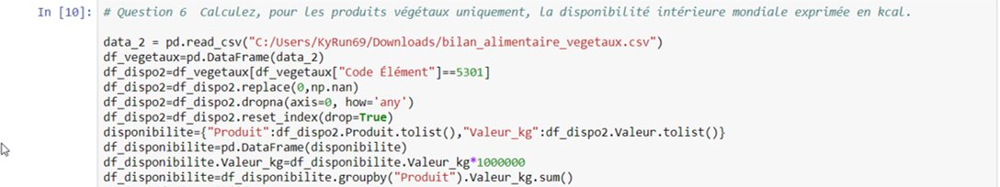 In [10]: # Question 6  Calculez, pour les produits végétaux uniquement, la disponibilité intérieure mondiale exprimée en kcal.
data_2 = pd.read_csv("C:/Users/KyRun69/Downloads/bilan_alimentaire_vegetaux.csv")
df_vegetaux=pd.DataFrame(data_2)
df_dispo2=df_vegetaux[df_vegetaux["Code Élément"]==5301]
df_dispo2=df_dispo2.replace(0,np.nan)
df_dispo2=df_dispo2.dropna(axis=0, how='any')
df_dispo2=df_dispo2.reset_index(drop=True)
disponibilite={"Produit":df_dispo2.Produit.tolist(),"Valeur_kg":df_dispo2.Valeur.tolist()}
df_disponibilite=pd.DataFrame(disponibilite)
df_disponibilite.Valeur_kg=df_disponibilite.Valeur_kg*1000000
df_disponibilite=df_disponibilite.groupby("Produit").Valeur_kg.sum()